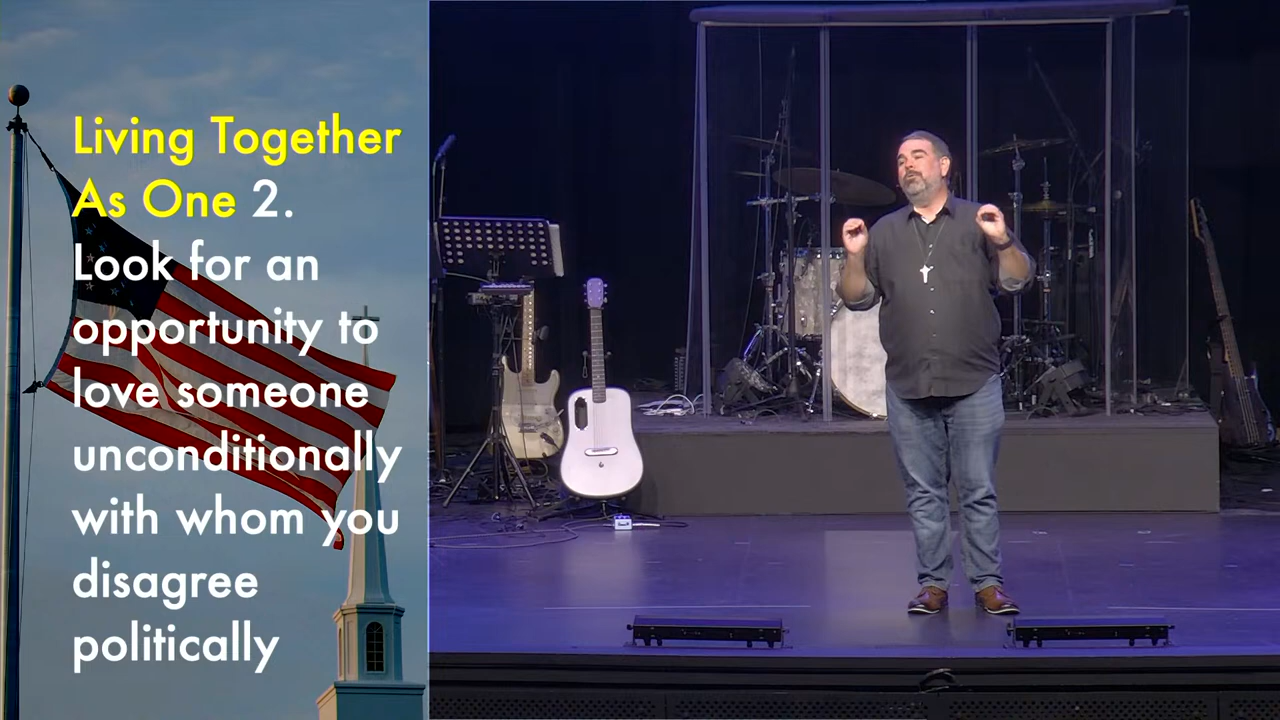 Living Together
As One 2.
Look for an
opportunity to
love someone
unconditionally
with whom you
disagree
politically